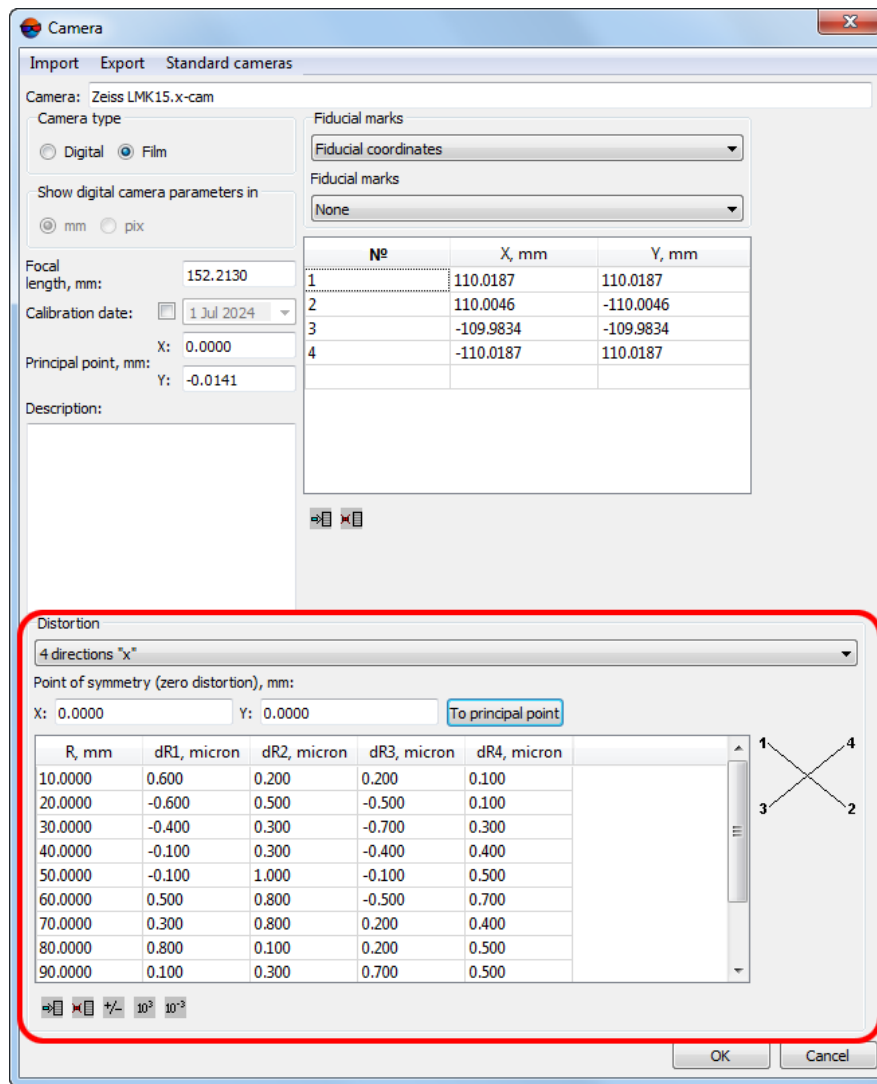 Camera
Import Export Standard cameras
Camera: Zeiss LMK15.x-cam
Camera type
Digital Film
Show digital camera parameters in
mm pix
Focal
length, mm: 152.2130
Calibration date: 1 Jul 2024
Principal point, mm:
X: 0.0000
Y: -0.0141
Description:
Fiducial marks
Fiducial coordinates
Fiducial marks
None
№ X, mm Y, mm
1 110.0187 110.0187
2 110.0046 -110.0046
3 -109.9834 -109.9834
4 -110.0187 110.0187
Distortion
4 directions "x"
Point of symmetry (zero distortion), mm:
X: 0.0000 Y: 0.0000 To principal point
R, mm dR1, micron dR2, micron dR3, micron dR4, micron
10.0000 0.600 0.200 0.200 0.100
20.0000 -0.600 0.500 -0.500 0.100
30.0000 -0.400 0.300 -0.700 0.300
40.0000 -0.100 0.300 -0.400 0.400
50.0000 -0.100 1.000 -0.100 0.500
60.0000 0.500 0.800 -0.500 0.700
70.0000 0.300 0.800 0.200 0.400
80.0000 0.800 0.100 0.200 0.500
90.0000 0.100 0.300 0.700 0.500
1 4
3 2
+/- 10³ 10⁻³
OK Cancel